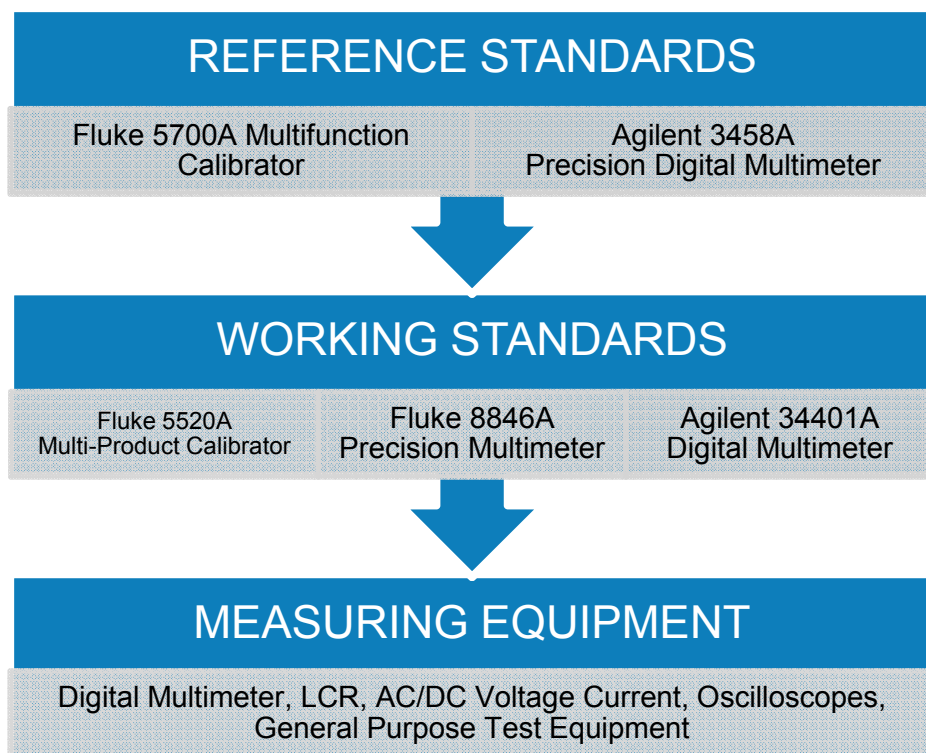 REFERENCE STANDARDS
Fluke 5700A Multifunction
Calibrator
Agilent 3458A
Precision Digital Multimeter
WORKING STANDARDS
Fluke 5520A
Multi-Product Calibrator
Fluke 8846A
Precision Multimeter
Agilent 34401A
Digital Multimeter
MEASURING EQUIPMENT
Digital Multimeter, LCR, AC/DC Voltage Current, Oscilloscopes,
General Purpose Test Equipment